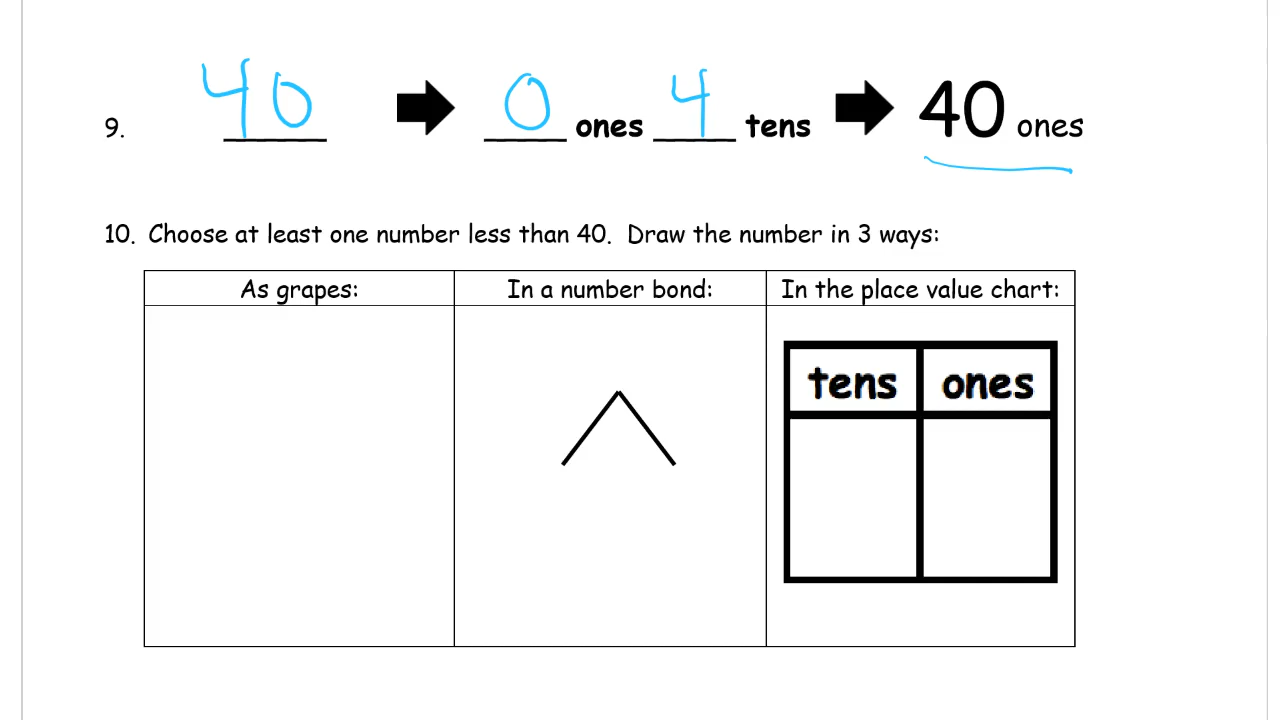 9. 40 ➡ 0 ones 4 tens ➡ 40 ones
10. Choose at least one number less than 40. Draw the number in 3 ways:
As grapes: In a number bond: In the place value chart:
tens ones